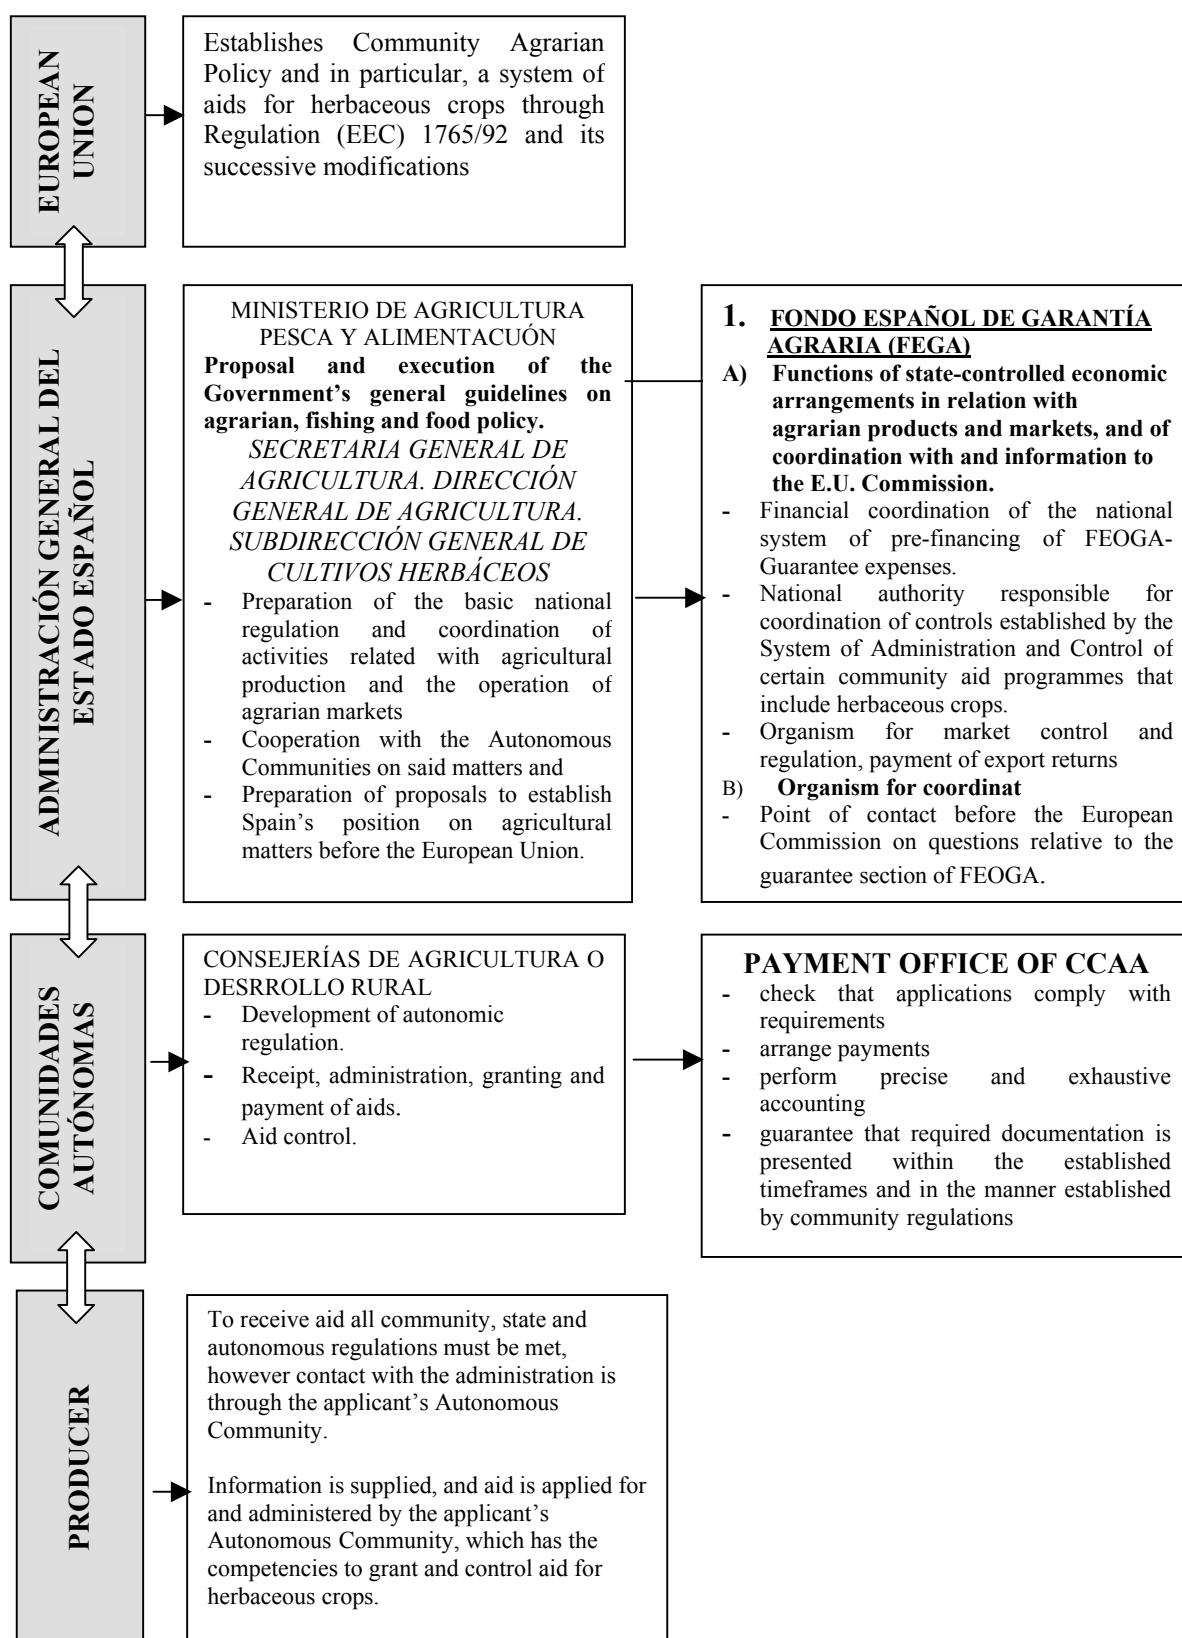 EUROPEAN
UNION
Establishes Community Agrarian
Policy and in particular, a system of
aids for herbaceous crops through
Regulation (EEC) 1765/92 and its
successive modifications
ADMINISTRACIÓN GENERAL DEL
ESTADO ESPAÑOL
MINISTERIO DE AGRICULTURA
PESCA Y ALIMENTACUÓN
Proposal and execution of the
Government's general guidelines on
agrarian, fishing and food policy.
SECRETARIA GENERAL DE
AGRICULTURA. DIRECCIÓN
GENERAL DE AGRICULTURA.
SUBDIRECCIÓN GENERAL DE
CULTIVOS HERBÁCEOS
- Preparation of the basic national
regulation and coordination of
activities related with agricultural
production and the operation of
agrarian markets
- Cooperation with the Autonomous
Communities on said matters and
- Preparation of proposals to establish
Spain's position on agricultural
matters before the European Union.
1. FONDO ESPAÑOL DE GARANTÍA
AGRARIA (FEGA)
A) Functions of state-controlled economic
arrangements in relation with
agrarian products and markets, and of
coordination with and information to
the E.U. Commission.
- Financial coordination of the national
system of pre-financing of FEOGA-
Guarantee expenses.
- National authority responsible for
coordination of controls established by the
System of Administration and Control of
certain community aid programmes that
include herbaceous crops.
- Organism for market control and
regulation, payment of export returns
B) Organism for coordinat
- Point of contact before the European
Commission on questions relative to the
guarantee section of FEOGA.
COMUNIDADES
AUTÓNOMAS
CONSEJERÍAS DE AGRICULTURA O
DESRROLLO RURAL
- Development of autonomic
regulation.
- Receipt, administration, granting and
payment of aids.
- Aid control.
PAYMENT OFFICE OF CCAA
- check that applications comply with
requirements
- arrange payments
- perform precise and exhaustive
accounting
- guarantee that required documentation is
presented within the established
timeframes and in the manner established
by community regulations
PRODUCER
To receive aid all community, state and
autonomous regulations must be met,
however contact with the administration is
through the applicant's Autonomous
Community.
Information is supplied, and aid is applied for
and administered by the applicant's
Autonomous Community, which has the
competencies to grant and control aid for
herbaceous crops.